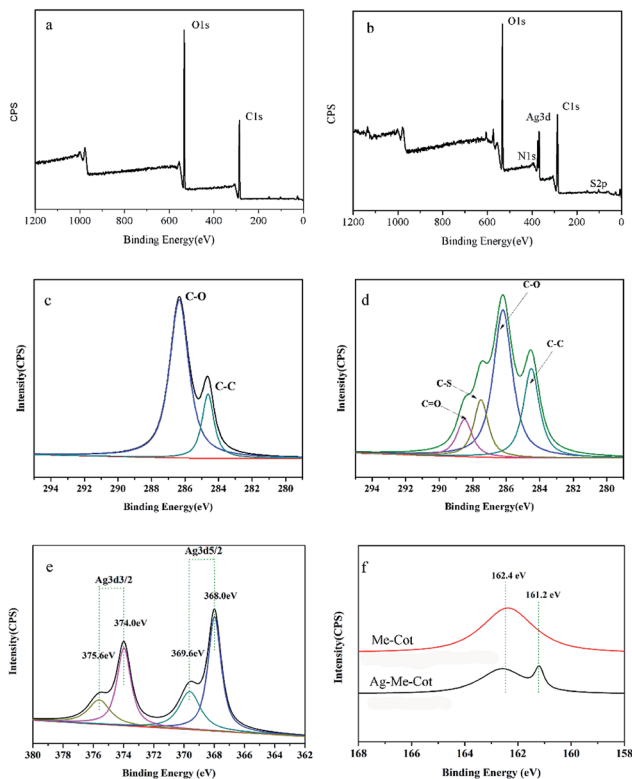 a
O1s
C1s
CPS
1200 1000 800 600 400 200 0
Binding Energy(eV)
b
O1s
Ag3d
C1s
N1s
S2p
CPS
1200 1000 800 600 400 200 0
Binding Energy(eV)
c
C-O
C-C
Intensity(CPS)
294 292 290 288 286 284 282 280
Binding Energy(eV)
d
C-O
C-C
C-S
C=O
Intensity(CPS)
294 292 290 288 286 284 282 280
Binding Energy(eV)
e
Ag3d5/2
Ag3d3/2
368.0eV
374.0eV
375.6eV
369.6eV
Intensity(CPS)
380 378 376 374 372 370 368 366 364 362
Binding Energy(eV)
f
162.4 eV
161.2 eV
Me-Cot
Ag-Me-Cot
Intensity(CPS)
168 166 164 162 160 158
Binding Energy(eV)